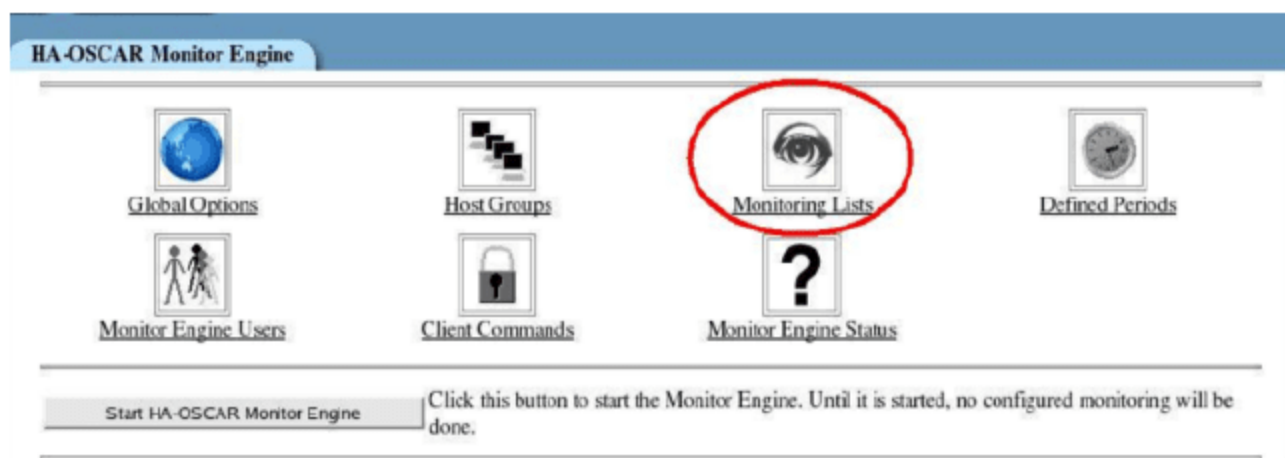 HA-OSCAR Monitor Engine
Global Options
Host Groups
Monitoring Lists
Defined Periods
Monitor Engine Users
Client Commands
Monitor Engine Status
Start HA-OSCAR Monitor Engine
Click this button to start the Monitor Engine. Until it is started, no configured monitoring will be
done.